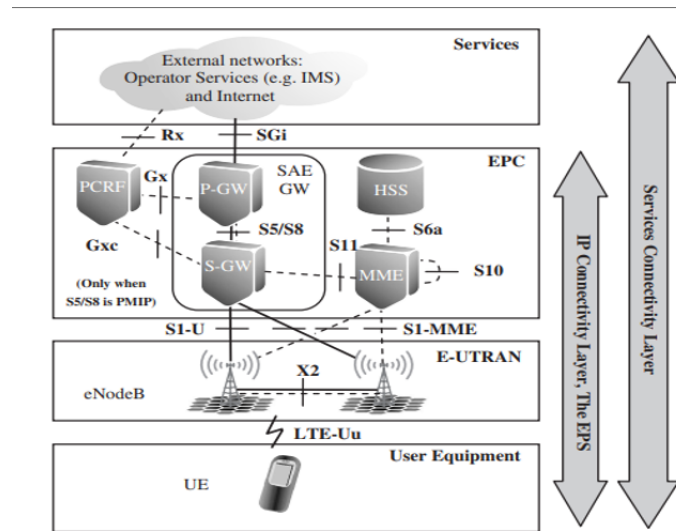 Services
External networks:
Operator Services (e.g. IMS)
and Internet
Rx
SGi
EPC
PCRF
Gx
P-GW
SAE
GW
HSS
S5/S8
S6a
Gxc
S-GW
S11
MME
S10
(Only when
S5/S8 is PMIP)
S1-U
S1-MME
E-UTRAN
X2
eNodeB
LTE-Uu
User Equipment
UE
IP Connectivity Layer, The EPS
Services Connectivity Layer